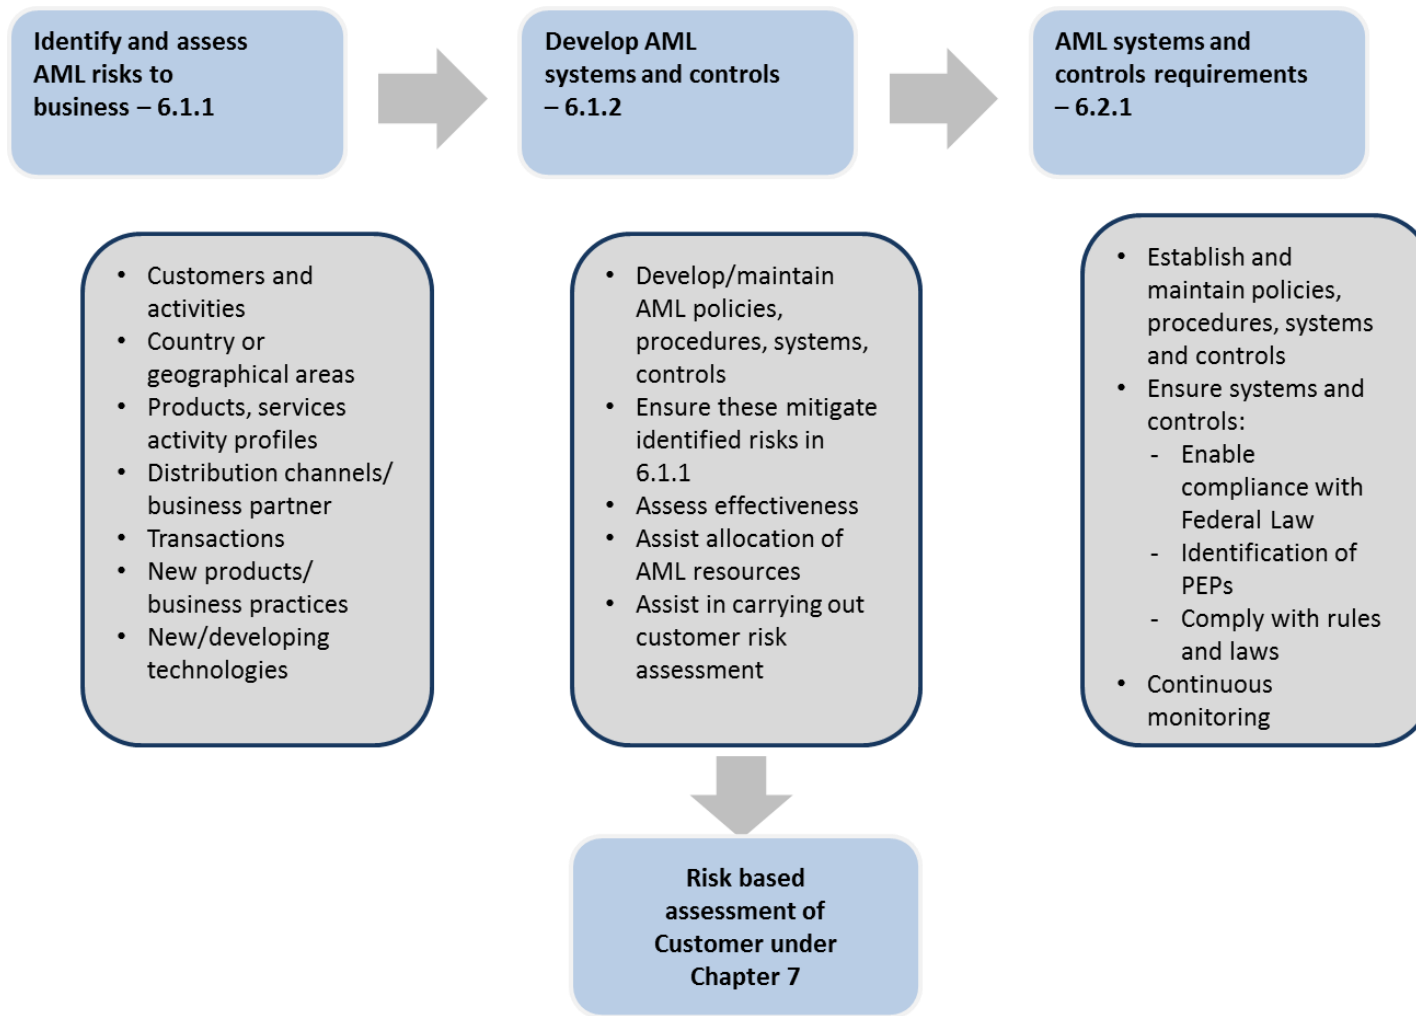 Identify and assess
AML risks to
business – 6.1.1
Develop AML
systems and controls
– 6.1.2
AML systems and
controls requirements
– 6.2.1
• Customers and
activities
• Country or
geographical areas
• Products, services
activity profiles
• Distribution channels/
business partner
• Transactions
• New products/
business practices
• New/developing
technologies
• Develop/maintain
AML policies,
procedures, systems,
controls
• Ensure these mitigate
identified risks in
6.1.1
• Assess effectiveness
• Assist allocation of
AML resources
• Assist in carrying out
customer risk
assessment
• Establish and
maintain policies,
procedures, systems
and controls
• Ensure systems and
controls:
- Enable
compliance with
Federal Law
- Identification of
PEPs
- Comply with rules
and laws
• Continuous
monitoring
Risk based
assessment of
Customer under
Chapter 7